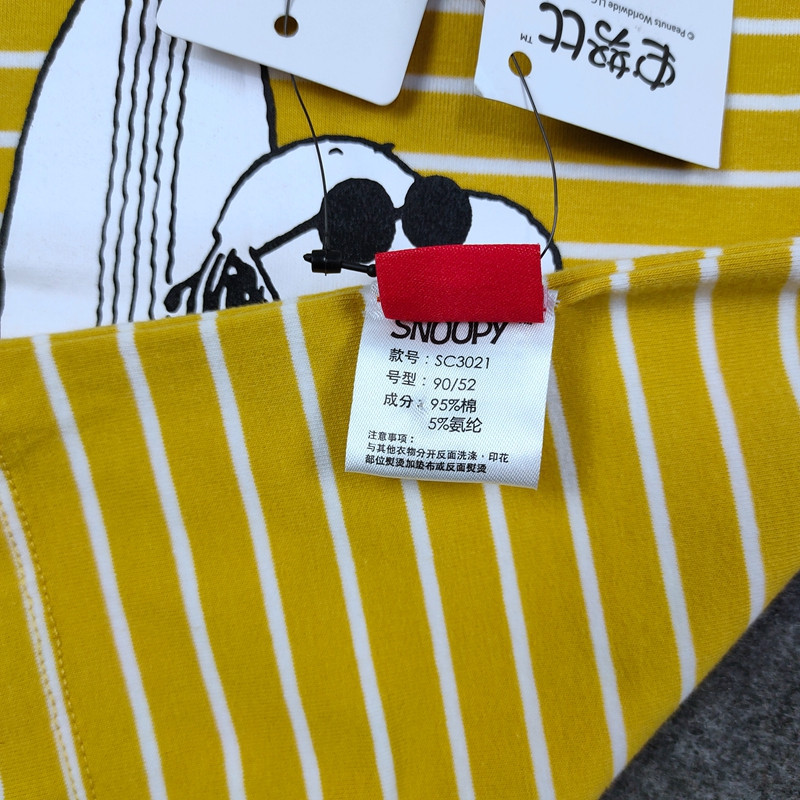 史努比
TM
© Peanuts Worldwide LLC
SNOOPY
款号：SC3021
号型：90/52
成分：95%棉
5%氨纶
注意事项：
与其他衣物分开反面洗涤，印花
部位熨烫加垫布或反面熨烫